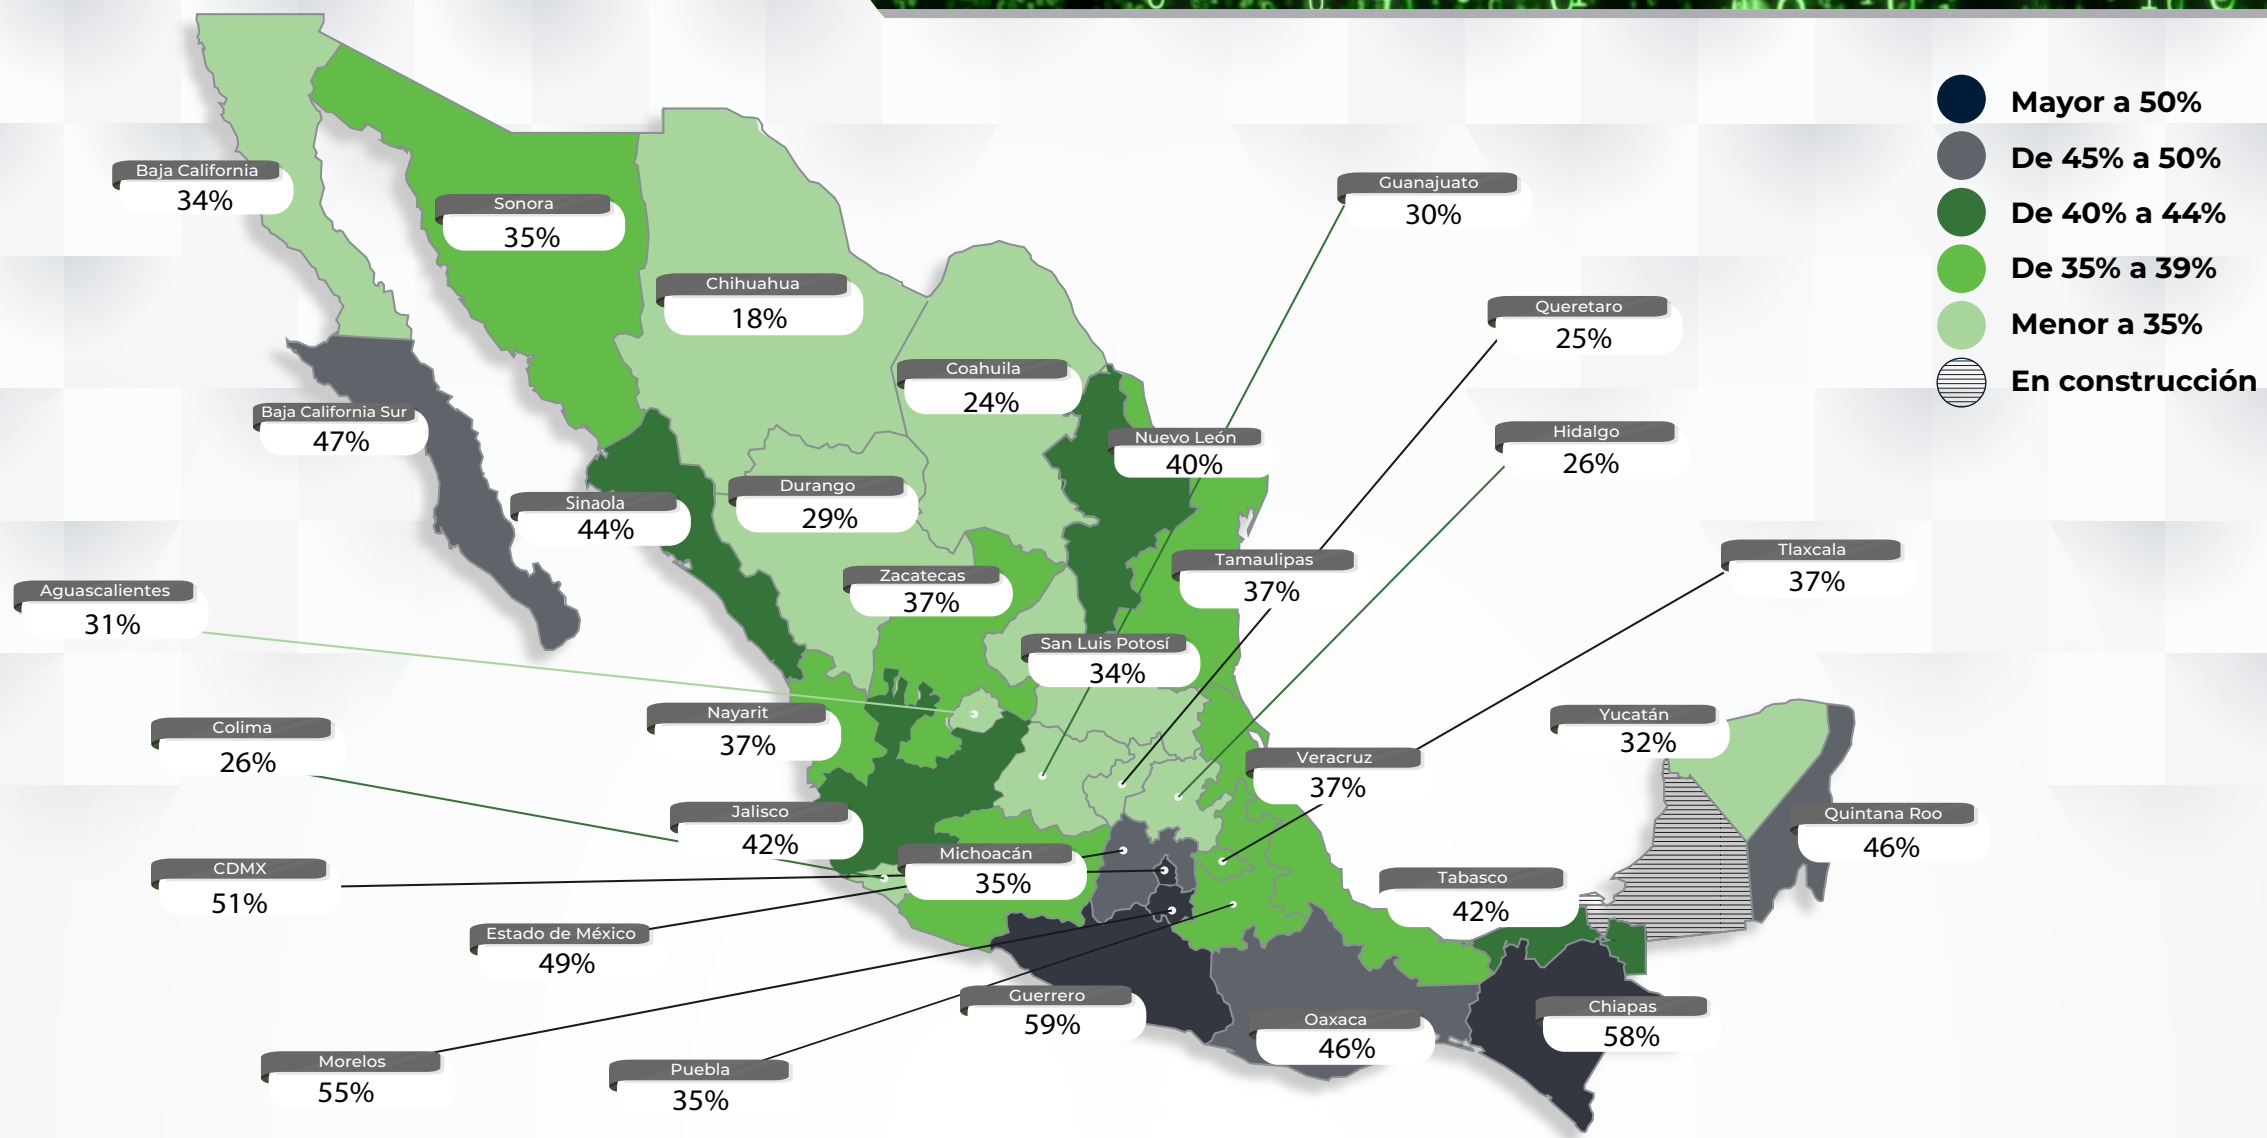 Mayor a 50%
De 45% a 50%
De 40% a 44%
De 35% a 39%
Menor a 35%
En construcción
Baja California
34%
Sonora
35%
Guanajuato
30%
Chihuahua
18%
Queretaro
25%
Coahuila
24%
Baja California Sur
47%
Nuevo León
40%
Hidalgo
26%
Durango
29%
Sinaola
44%
Tamaulipas
37%
Tlaxcala
37%
Aguascalientes
31%
Zacatecas
37%
San Luis Potosí
34%
Nayarit
37%
Colima
26%
Yucatán
32%
Veracruz
37%
Jalisco
42%
Quintana Roo
46%
Michoacán
35%
CDMX
51%
Tabasco
42%
Estado de México
49%
Guerrero
59%
Chiapas
58%
Oaxaca
46%
Morelos
55%
Puebla
35%